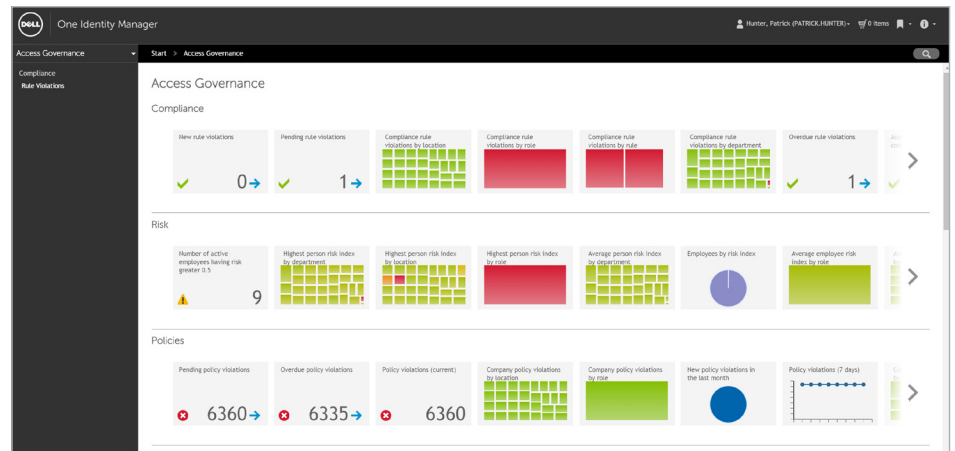 DELL
One Identity Manager
Hunter, Patrick (PATRICK.HUNTER)
0 items
Access Governance
Start > Access Governance
Compliance
Rule Violations
Access Governance
Compliance
New rule violations
0
Pending rule violations
1
Compliance rule
violations by location
Compliance rule
violations by role
Compliance rule
violations by rule
Compliance rule
violations by department
Overdue rule violations
1
Risk
Number of active
employees having risk
greater 0.5
9
Highest person risk index
by department
Highest person risk index
by location
Highest person risk index
by role
Average person risk index
by department
Employees by risk index
Average employee risk
index by role
Policies
Pending policy violations
6360
Overdue policy violations
6335
Policy violations (current)
6360
Company policy violations
by location
Company policy violations
by role
New policy violations in
the last month
Policy violations (7 days)